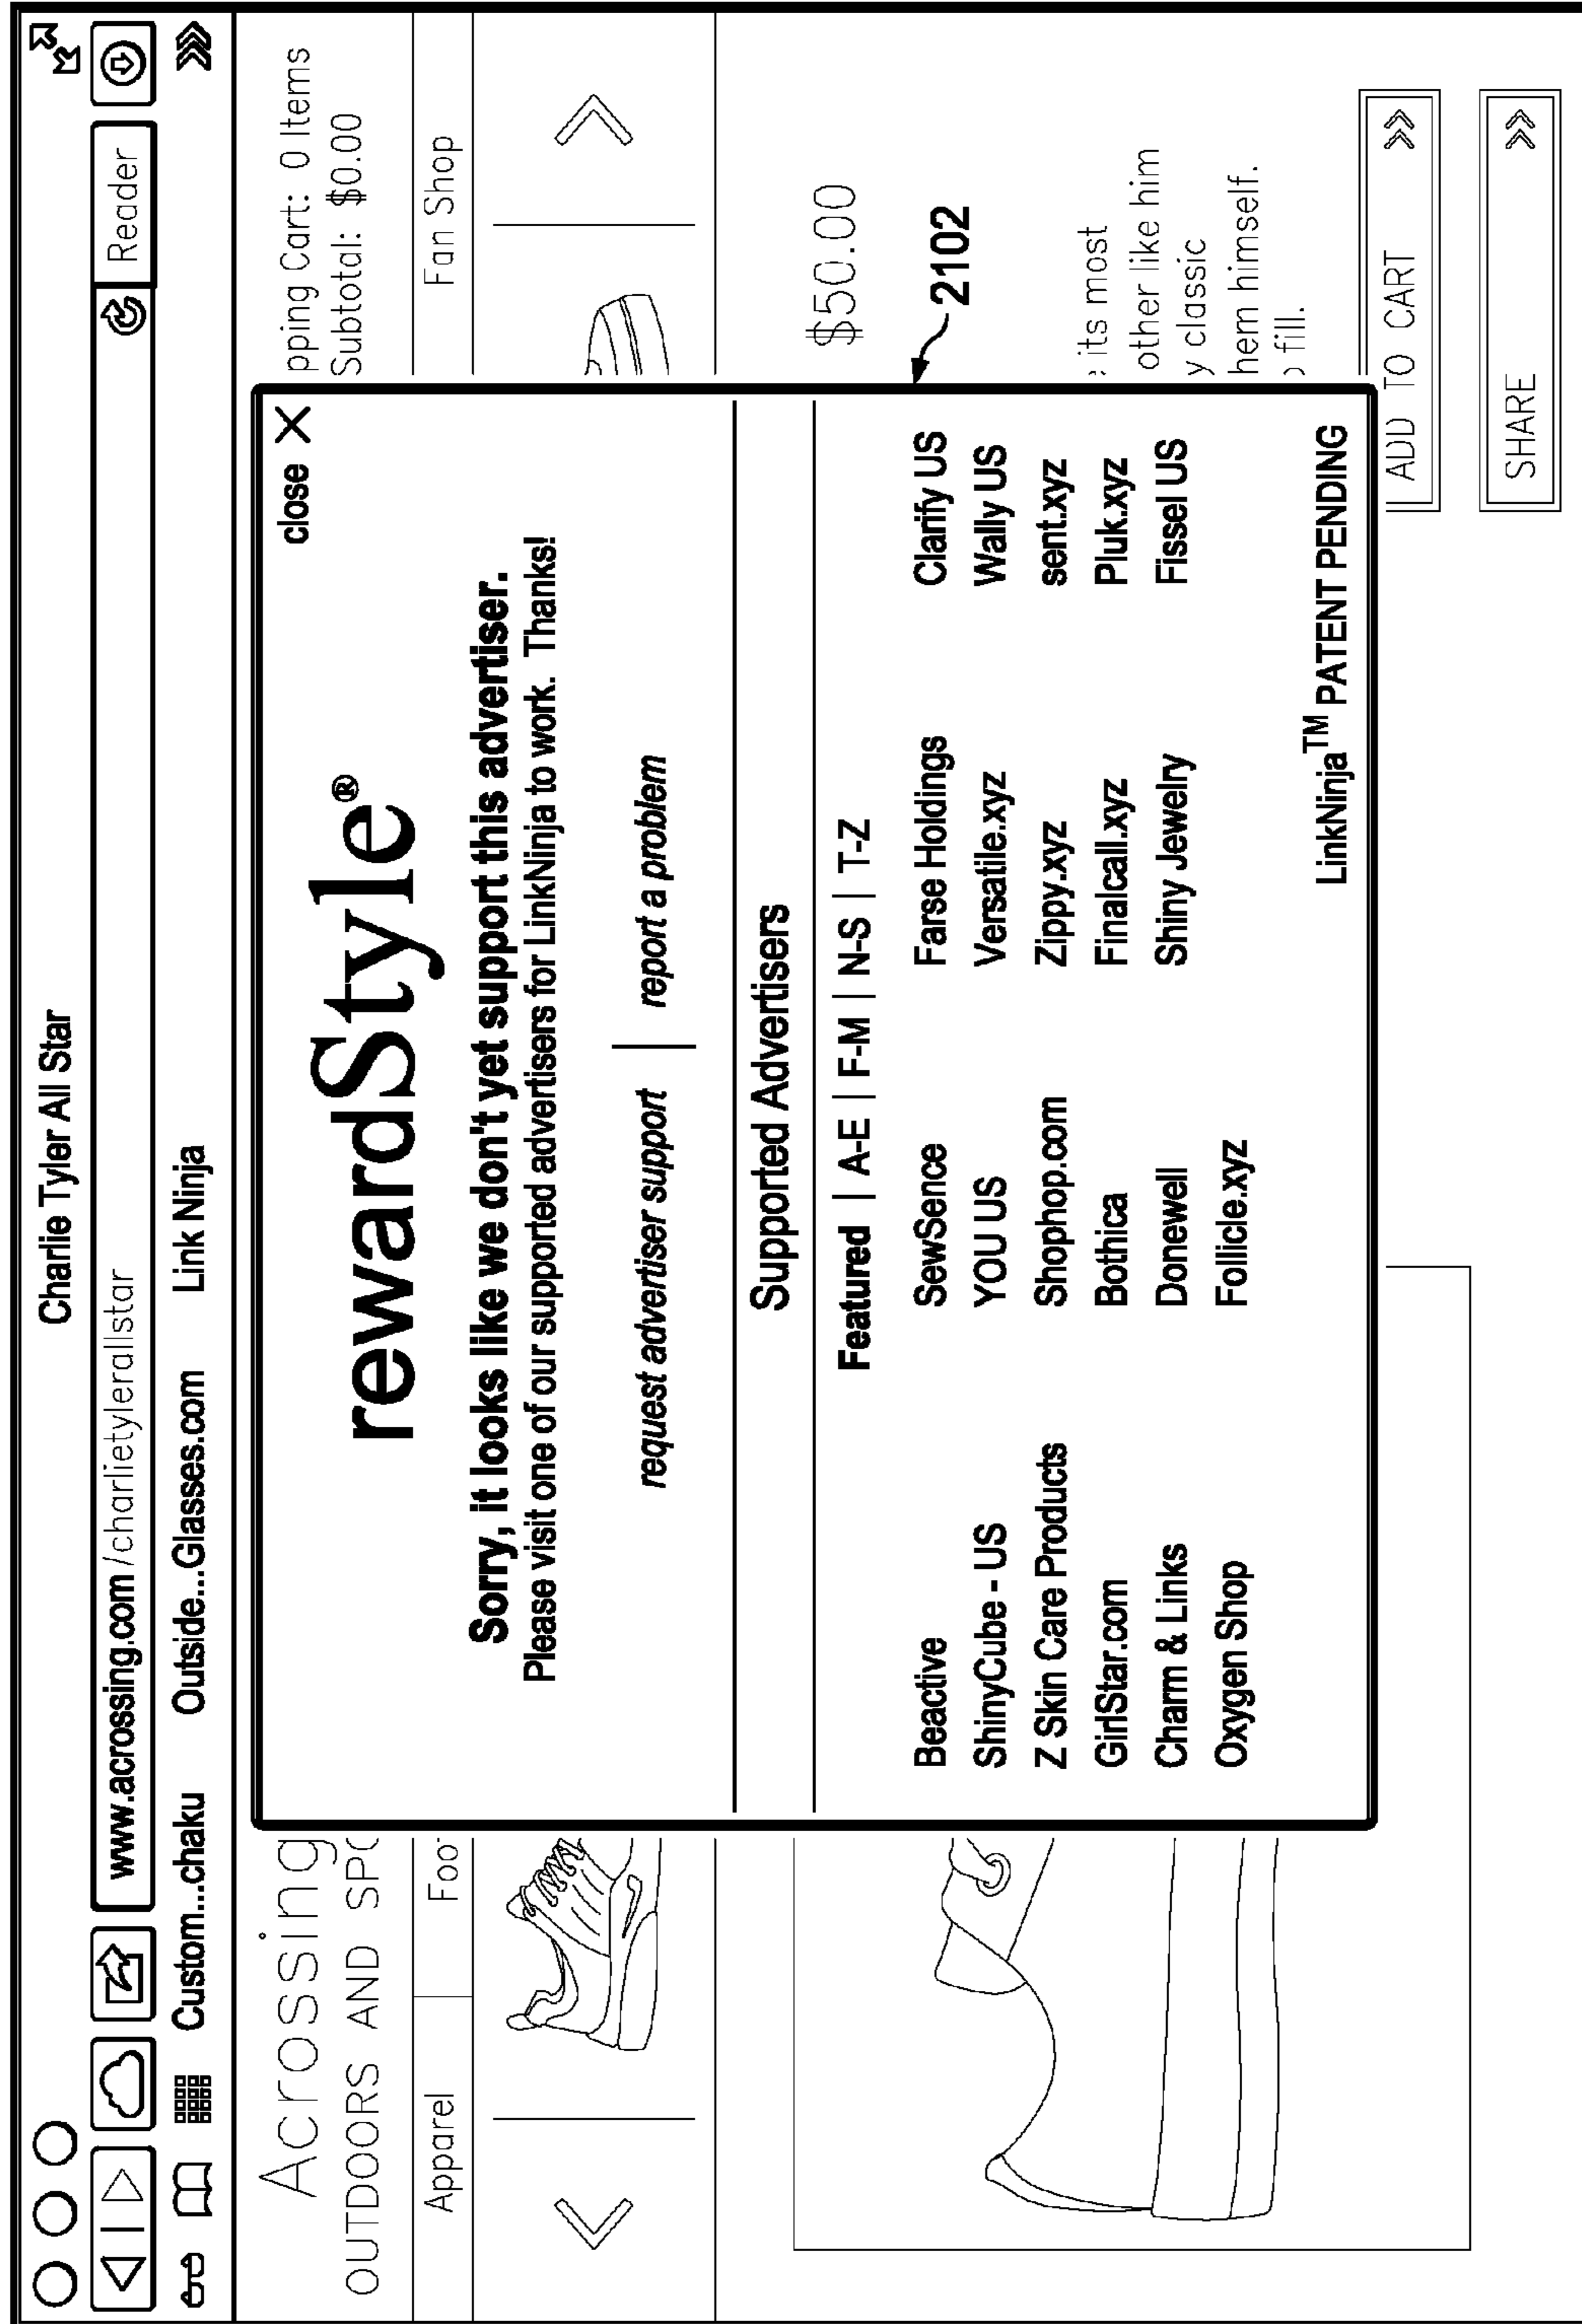 Charlie Tyler All Star
www.acrossing.com/charlietylerallstar
Reader
Custom...chaku Outside...Glasses.com Link Ninja
Acrossing
OUTDOORS AND SPO
pping Cart: 0 Items
Subtotal: $0.00
Apparel Foo Fan Shop
close X
rewardStyle®
Sorry, it looks like we don't yet support this advertiser.
Please visit one of our supported advertisers for LinkNinja to work. Thanks!
request advertiser support | report a problem
Supported Advertisers
Featured | A-E | F-M | N-S | T-Z
Beactive SewSence Farse Holdings Clarify US
ShinyCube - US YOU US Versatile.xyz Wally US
Z Skin Care Products Shophop.com Zippy.xyz sent.xyz
GirlStar.com Bothica Finalcall.xyz Pluk.xyz
Charm & Links Donewell Shiny Jewelry Fissel US
Oxygen Shop Follicle.xyz
LinkNinja™ PATENT PENDING
$50.00
2102
its most
other like him
y classic
hem himself.
fill.
ADD TO CART >>
SHARE >>